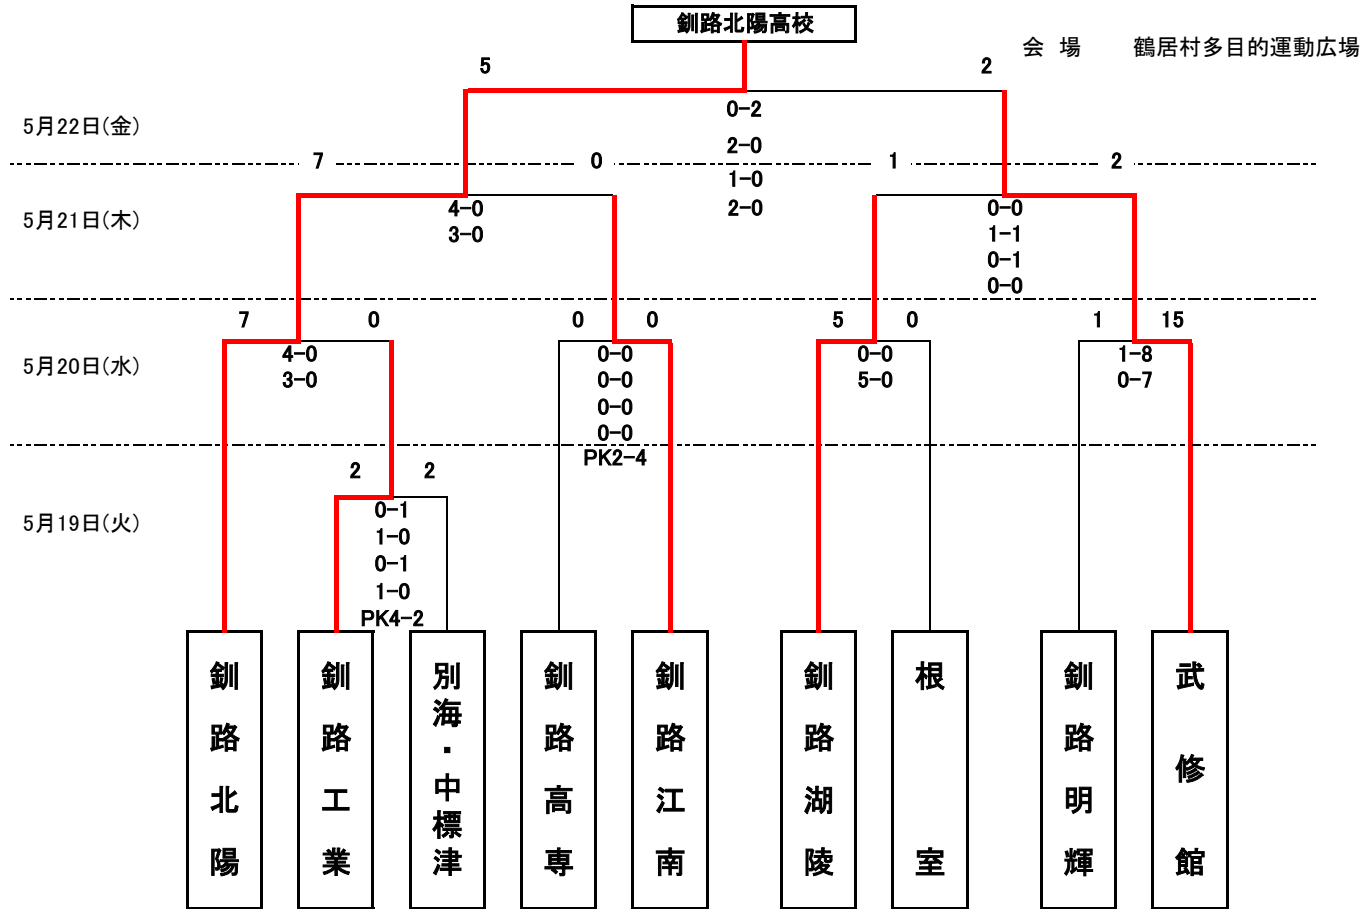 釧路北陽高校
会 場 鶴居村多目的運動広場
5 2
0-2
5月22日(金)
2-0
7 0 1 2
1-0
2-0
5月21日(木)
4-0
3-0
0-0
1-1
0-1
0-0
7 0 0 0 5 0 1 15
5月20日(水)
4-0
3-0
0-0
0-0
0-0
0-0
PK2-4
0-0
5-0
1-8
0-7
2 2
5月19日(火)
0-1
1-0
0-1
1-0
PK4-2
釧路北陽
釧路工業
別海・中標津
釧路高専
釧路江南
釧路湖陵
根室
釧路明輝
武修館